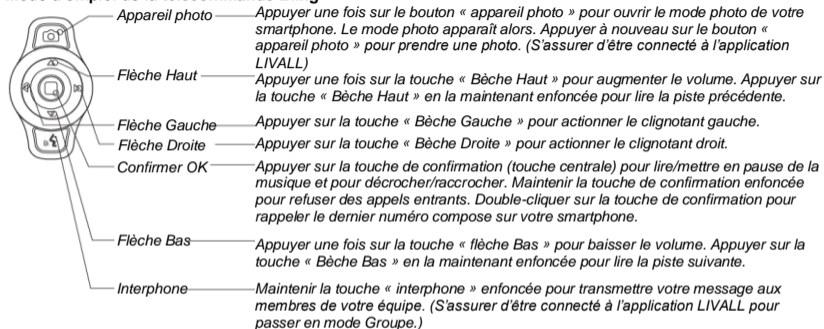 Appareil photo
Appuyer une fois sur le bouton « appareil photo » pour ouvrir le mode photo de votre
smartphone. Le mode photo apparaît alors. Appuyer à nouveau sur le bouton «
appareil photo » pour prendre une photo. (S'assurer d'être connecté à l'application
LIVALL)
Flèche Haut
Appuyer une fois sur la touche « Bèche Haut » pour augmenter le volume. Appuyer sur
la touche « Bèche Haut » en la maintenant enfoncée pour lire la piste précédente.
Flèche Gauche
Appuyer sur la touche « Bèche Gauche » pour actionner le clignotant gauche.
Flèche Droite
Appuyer sur la touche « Bèche Droite » pour actionner le clignotant droit.
Confirmer OK
Appuyer sur la touche de confirmation (touche centrale) pour lire/mettre en pause de la
musique et pour décrocher/raccrocher. Maintenir la touche de confirmation enfoncée
pour refuser des appels entrants. Double-cliquer sur la touche de confirmation pour
rappeler le dernier numéro compose sur votre smartphone.
Flèche Bas
Appuyer une fois sur la touche « flèche Bas » pour baisser le volume. Appuyer sur la
touche « Bèche Bas » en la maintenant enfoncée pour lire la piste suivante.
Interphone
Maintenir la touche « interphone » enfoncée pour transmettre votre message aux
membres de votre équipe. (S'assurer d'être connecté à l'application LIVALL pour
passer en mode Groupe.)